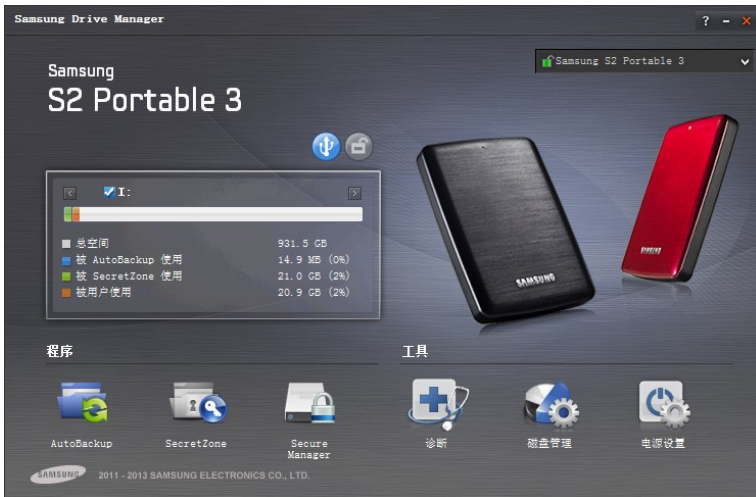 Samsung Drive Manager
? - ×
Samsung S2 Portable 3
Samsung
S2 Portable 3
I:
总空间 931.5 GB
被 AutoBackup 使用 14.9 MB (0%)
被 SecretZone 使用 21.0 GB (2%)
被用户使用 20.9 GB (2%)
SAMSUNG
SAMSUNG
程序
工具
AutoBackup
SecretZone
Secure
Manager
诊断
磁盘管理
电源设置
SAMSUNG 2011 - 2013 SAMSUNG ELECTRONICS CO., LTD.